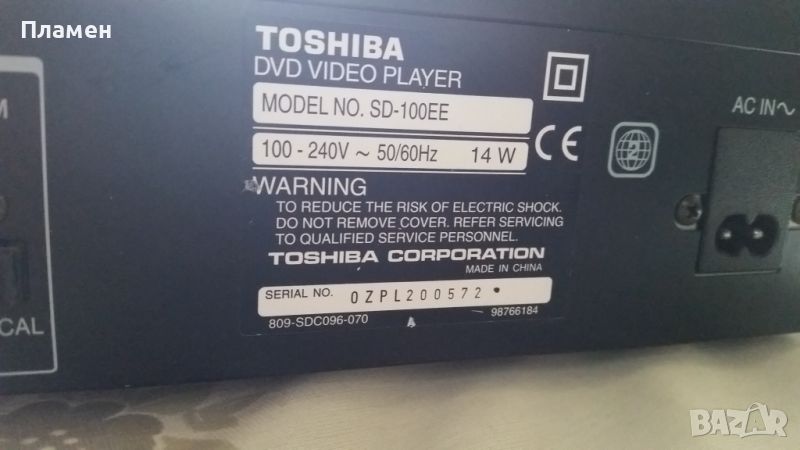 Пламен
TOSHIBA
DVD VIDEO PLAYER
MODEL NO. SD-100EE
100 - 240V ~ 50/60Hz 14 W
CE
WARNING
TO REDUCE THE RISK OF ELECTRIC SHOCK.
DO NOT REMOVE COVER. REFER SERVICING
TO QUALIFIED SERVICE PERSONNEL.
TOSHIBA CORPORATION
MADE IN CHINA
SERIAL NO. 0ZPL200572
809-SDC096-070 98766184
2
AC IN~
M
CAL
BAZAR